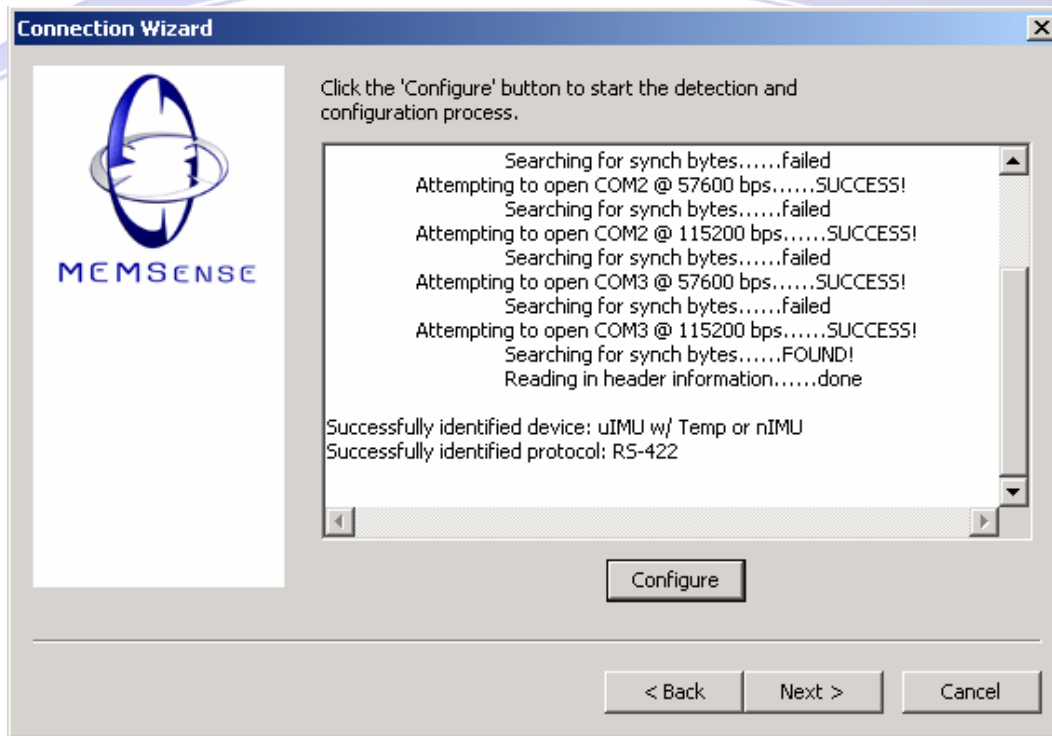 Connection Wizard
MEMSENSE
Click the 'Configure' button to start the detection and
configuration process.
Searching for synch bytes......failed
Attempting to open COM2 @ 57600 bps......SUCCESS!
Searching for synch bytes......failed
Attempting to open COM2 @ 115200 bps......SUCCESS!
Searching for synch bytes......failed
Attempting to open COM3 @ 57600 bps......SUCCESS!
Searching for synch bytes......failed
Attempting to open COM3 @ 115200 bps......SUCCESS!
Searching for synch bytes......FOUND!
Reading in header information......done
Successfully identified device: uIMU w/ Temp or nIMU
Successfully identified protocol: RS-422
Configure
< Back
Next >
Cancel